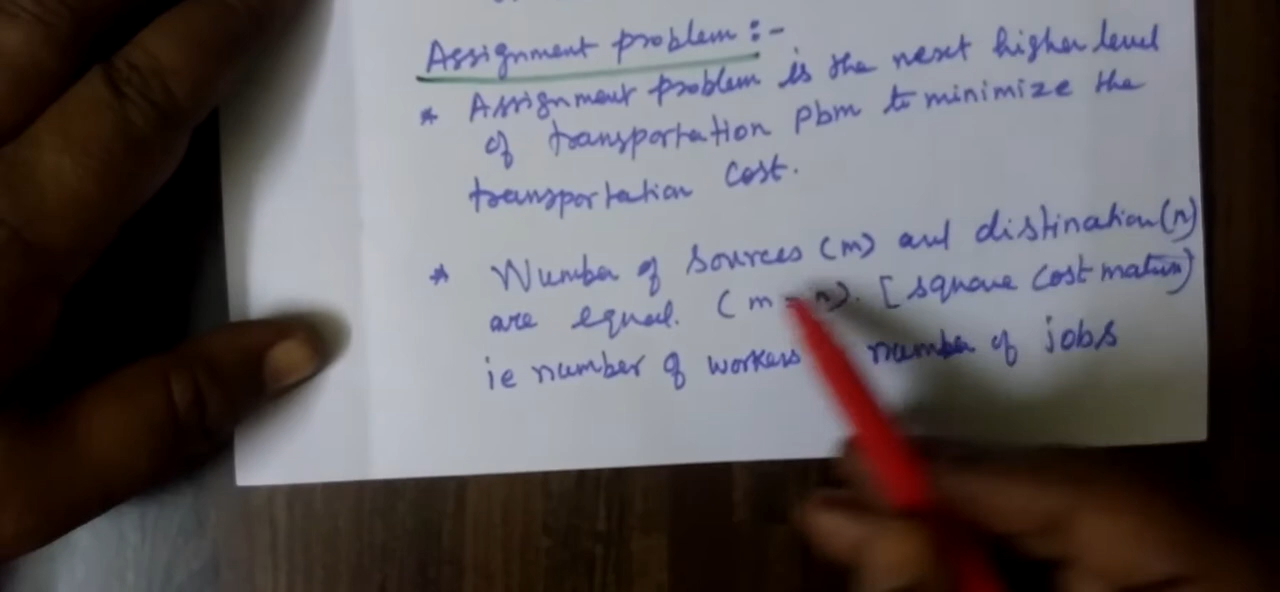 Assignment problem :-
* Assignment problem is the next higher level
of transportation pbm to minimize the
transportation cost.
* Number of sources (m) and distination (n)
are equal. (m = n). [square cost matrix]
ie number of workers number of jobs